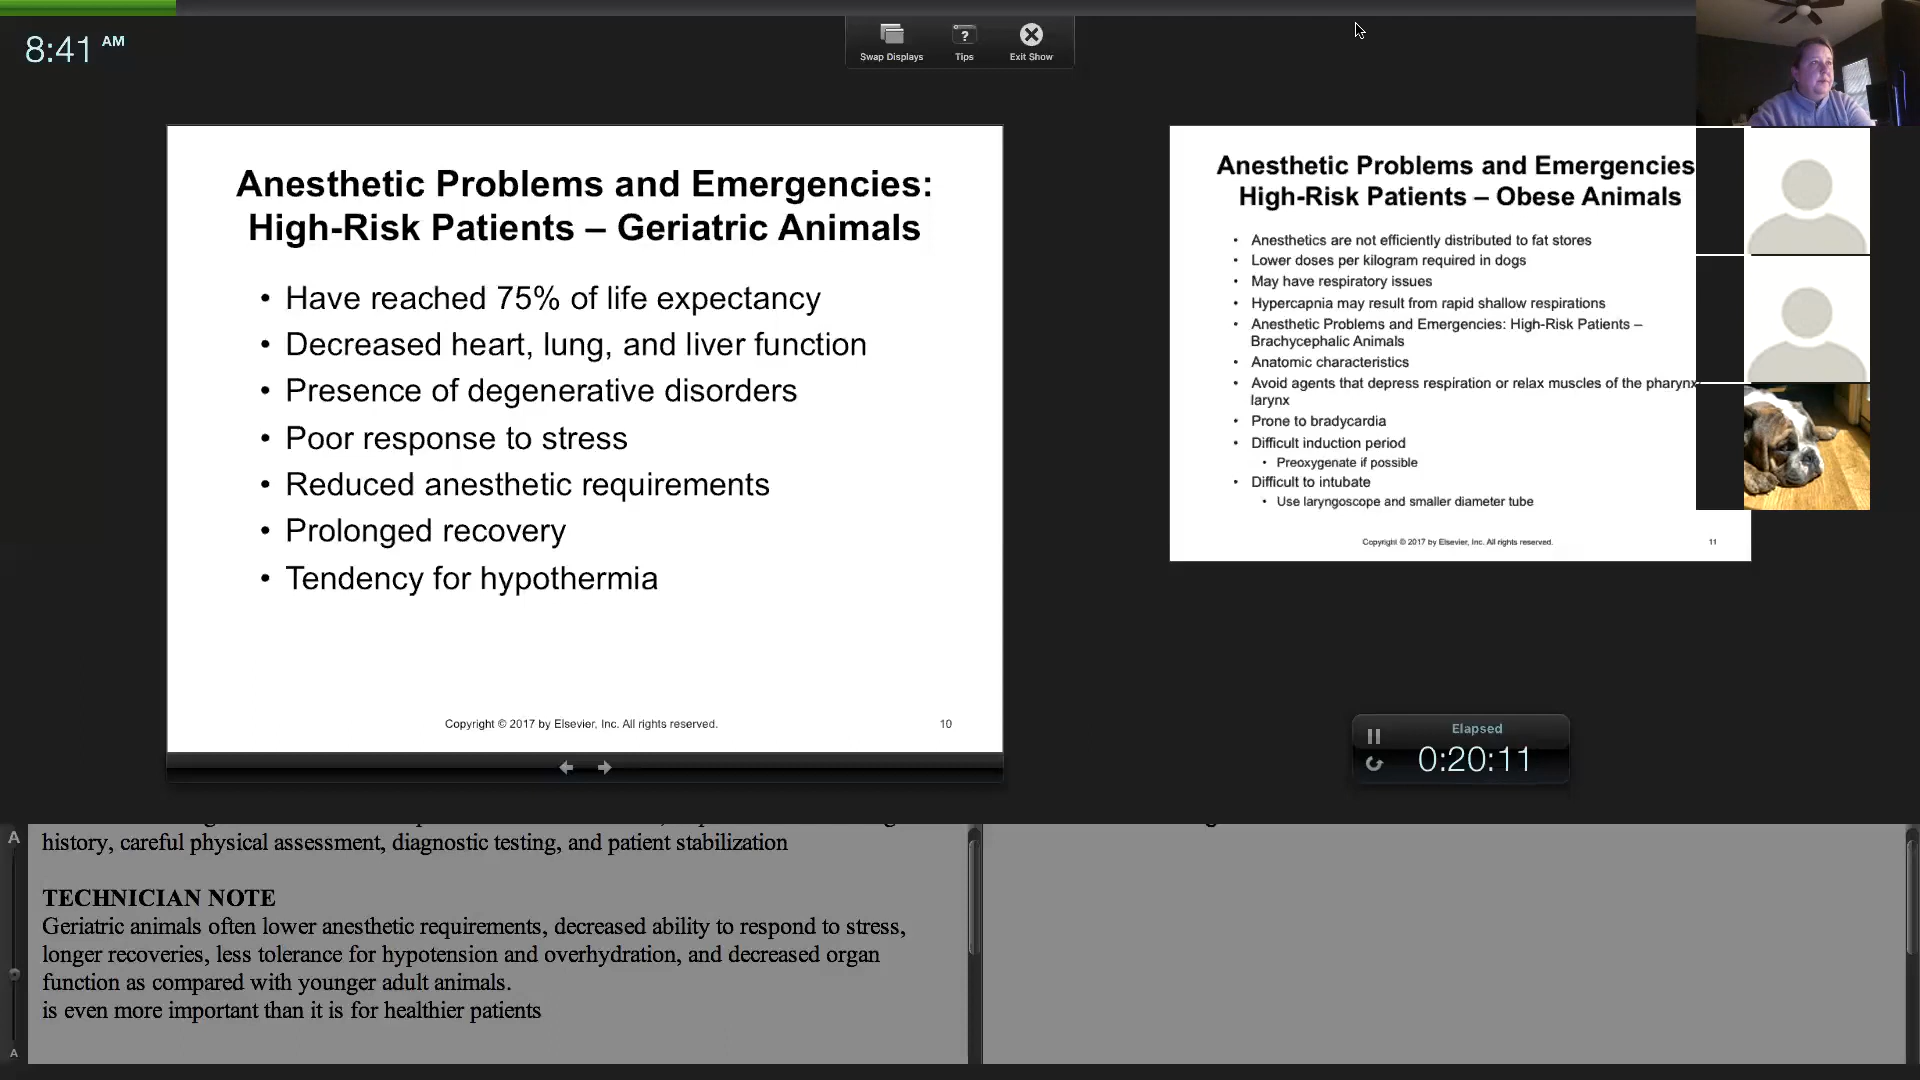 8:41 AM
Swap Displays
Tips
Exit Show
Anesthetic Problems and Emergencies:
High-Risk Patients – Geriatric Animals
• Have reached 75% of life expectancy
• Decreased heart, lung, and liver function
• Presence of degenerative disorders
• Poor response to stress
• Reduced anesthetic requirements
• Prolonged recovery
• Tendency for hypothermia
Copyright © 2017 by Elsevier, Inc. All rights reserved.
10
Anesthetic Problems and Emergencies
High-Risk Patients – Obese Animals
• Anesthetics are not efficiently distributed to fat stores
• Lower doses per kilogram required in dogs
• May have respiratory issues
• Hypercapnia may result from rapid shallow respirations
• Anesthetic Problems and Emergencies: High-Risk Patients –
Brachycephalic Animals
• Anatomic characteristics
• Avoid agents that depress respiration or relax muscles of the pharynx
larynx
• Prone to bradycardia
• Difficult induction period
• Preoxygenate if possible
• Difficult to intubate
• Use laryngoscope and smaller diameter tube
Copyright © 2017 by Elsevier, Inc. All rights reserved.
11
Elapsed
0:20:11
A
history, careful physical assessment, diagnostic testing, and patient stabilization
TECHNICIAN NOTE
Geriatric animals often lower anesthetic requirements, decreased ability to respond to stress,
longer recoveries, less tolerance for hypotension and overhydration, and decreased organ
function as compared with younger adult animals.
is even more important than it is for healthier patients
A